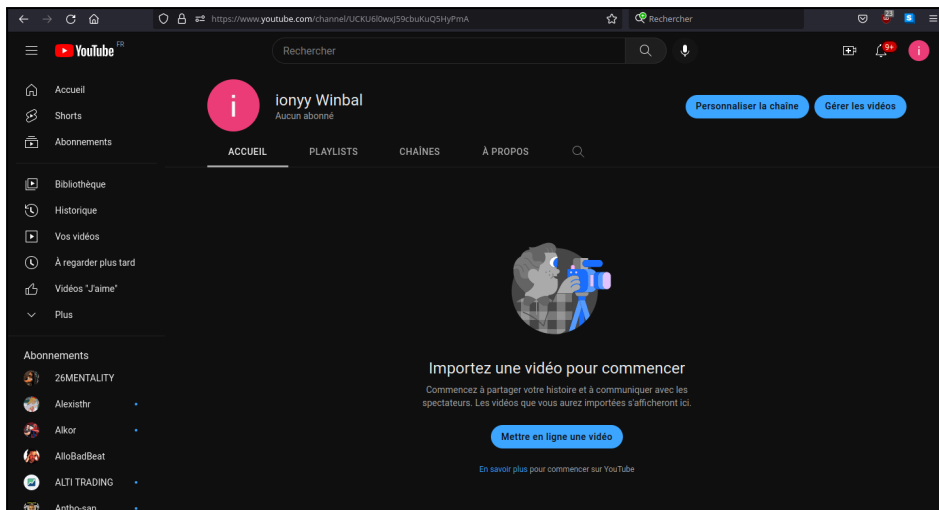 https://www.youtube.com/channel/UCKU6l0wxJ59cbuKuQ5HyPmA
Rechercher
23
S
YouTube FR
Rechercher
9+
i
Accueil
Shorts
Abonnements
Bibliothèque
Historique
Vos vidéos
À regarder plus tard
Vidéos "J'aime"
Plus
Abonnements
26MENTALITY
Alexisthr
Alkor
AlloBadBeat
ALTI TRADING
Antho-san
i
ionyy Winbal
Aucun abonné
Personnaliser la chaîne
Gérer les vidéos
ACCUEIL PLAYLISTS CHAÎNES À PROPOS
Importez une vidéo pour commencer
Commencez à partager votre histoire et à communiquer avec les
spectateurs. Les vidéos que vous aurez importées s'afficheront ici.
Mettre en ligne une vidéo
En savoir plus pour commencer sur YouTube